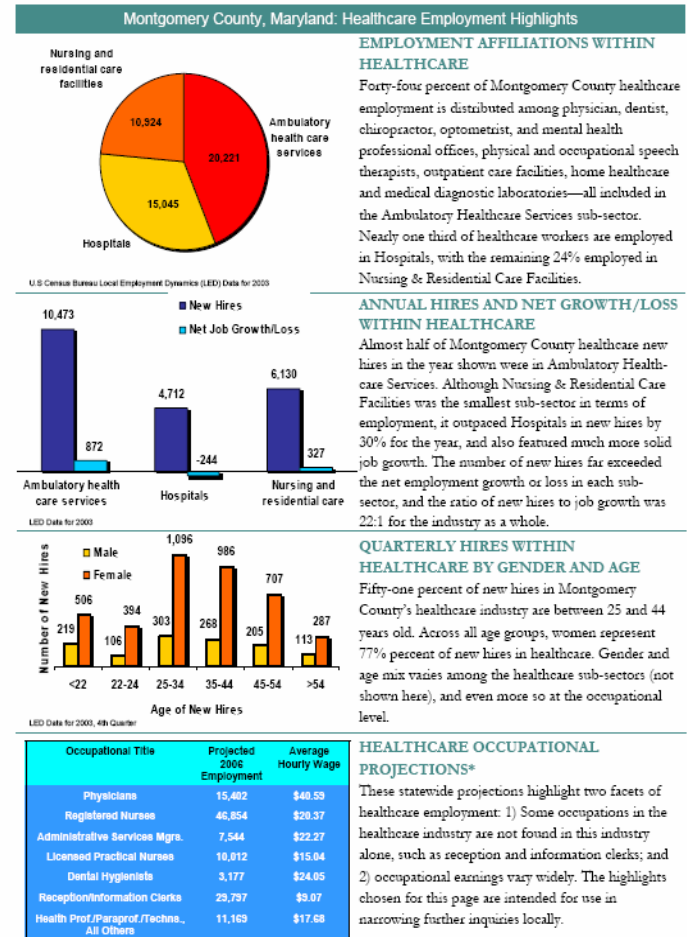 Montgomery County, Maryland: Healthcare Employment Highlights
Nursing and
residential care
facilities
10,924
Ambulatory
health care
services
20,221
15,045
Hospitals
U.S Census Bureau Local Employment Dynamics (LED) Data for 2003
EMPLOYMENT AFFILIATIONS WITHIN
HEALTHCARE
Forty-four percent of Montgomery County healthcare
employment is distributed among physician, dentist,
chiropractor, optometrist, and mental health
professional offices, physical and occupational speech
therapists, outpatient care facilities, home healthcare
and medical diagnostic laboratories—all included in
the Ambulatory Healthcare Services sub-sector.
Nearly one third of healthcare workers are employed
in Hospitals, with the remaining 24% employed in
Nursing & Residential Care Facilities.
New Hires
Net Job Growth/Loss
10,473
872
4,712
-244
6,130
327
Ambulatory health
care services
Hospitals
Nursing and
residential care
LED Data for 2003
ANNUAL HIRES AND NET GROWTH/LOSS
WITHIN HEALTHCARE
Almost half of Montgomery County healthcare new
hires in the year shown were in Ambulatory Health-
care Services. Although Nursing & Residential Care
Facilities was the smallest sub-sector in terms of
employment, it outpaced Hospitals in new hires by
30% for the year, and also featured much more solid
job growth. The number of new hires far exceeded
the net employment growth or loss in each sub-
sector, and the ratio of new hires to job growth was
22:1 for the industry as a whole.
Number of New Hires
Male
Female
219
506
106
394
303
1,096
268
986
205
707
113
287
<22
22-24
25-34
35-44
45-54
>54
Age of New Hires
LED Data for 2003, 4th Quarter
QUARTERLY HIRES WITHIN
HEALTHCARE BY GENDER AND AGE
Fifty-one percent of new hires in Montgomery
County's healthcare industry are between 25 and 44
years old. Across all age groups, women represent
77% percent of new hires in healthcare. Gender and
age mix varies among the healthcare sub-sectors (not
shown here), and even more so at the occupational
level.
Occupational Title Projected 2006 Employment Average Hourly Wage
Physicians 15,402 $40.59
Registered Nurses 46,854 $20.37
Administrative Services Mgrs. 7,544 $22.27
Licensed Practical Nurses 10,012 $15.04
Dental Hygienists 3,177 $24.05
Reception/Information Clerks 29,797 $9.07
Health Prof./Paraprof./Techns., All Others 11,169 $17.68
HEALTHCARE OCCUPATIONAL
PROJECTIONS*
These statewide projections highlight two facets of
healthcare employment: 1) Some occupations in the
healthcare industry are not found in this industry
alone, such as reception and information clerks; and
2) occupational earnings vary widely. The highlights
chosen for this page are intended for use in
narrowing further inquiries locally.